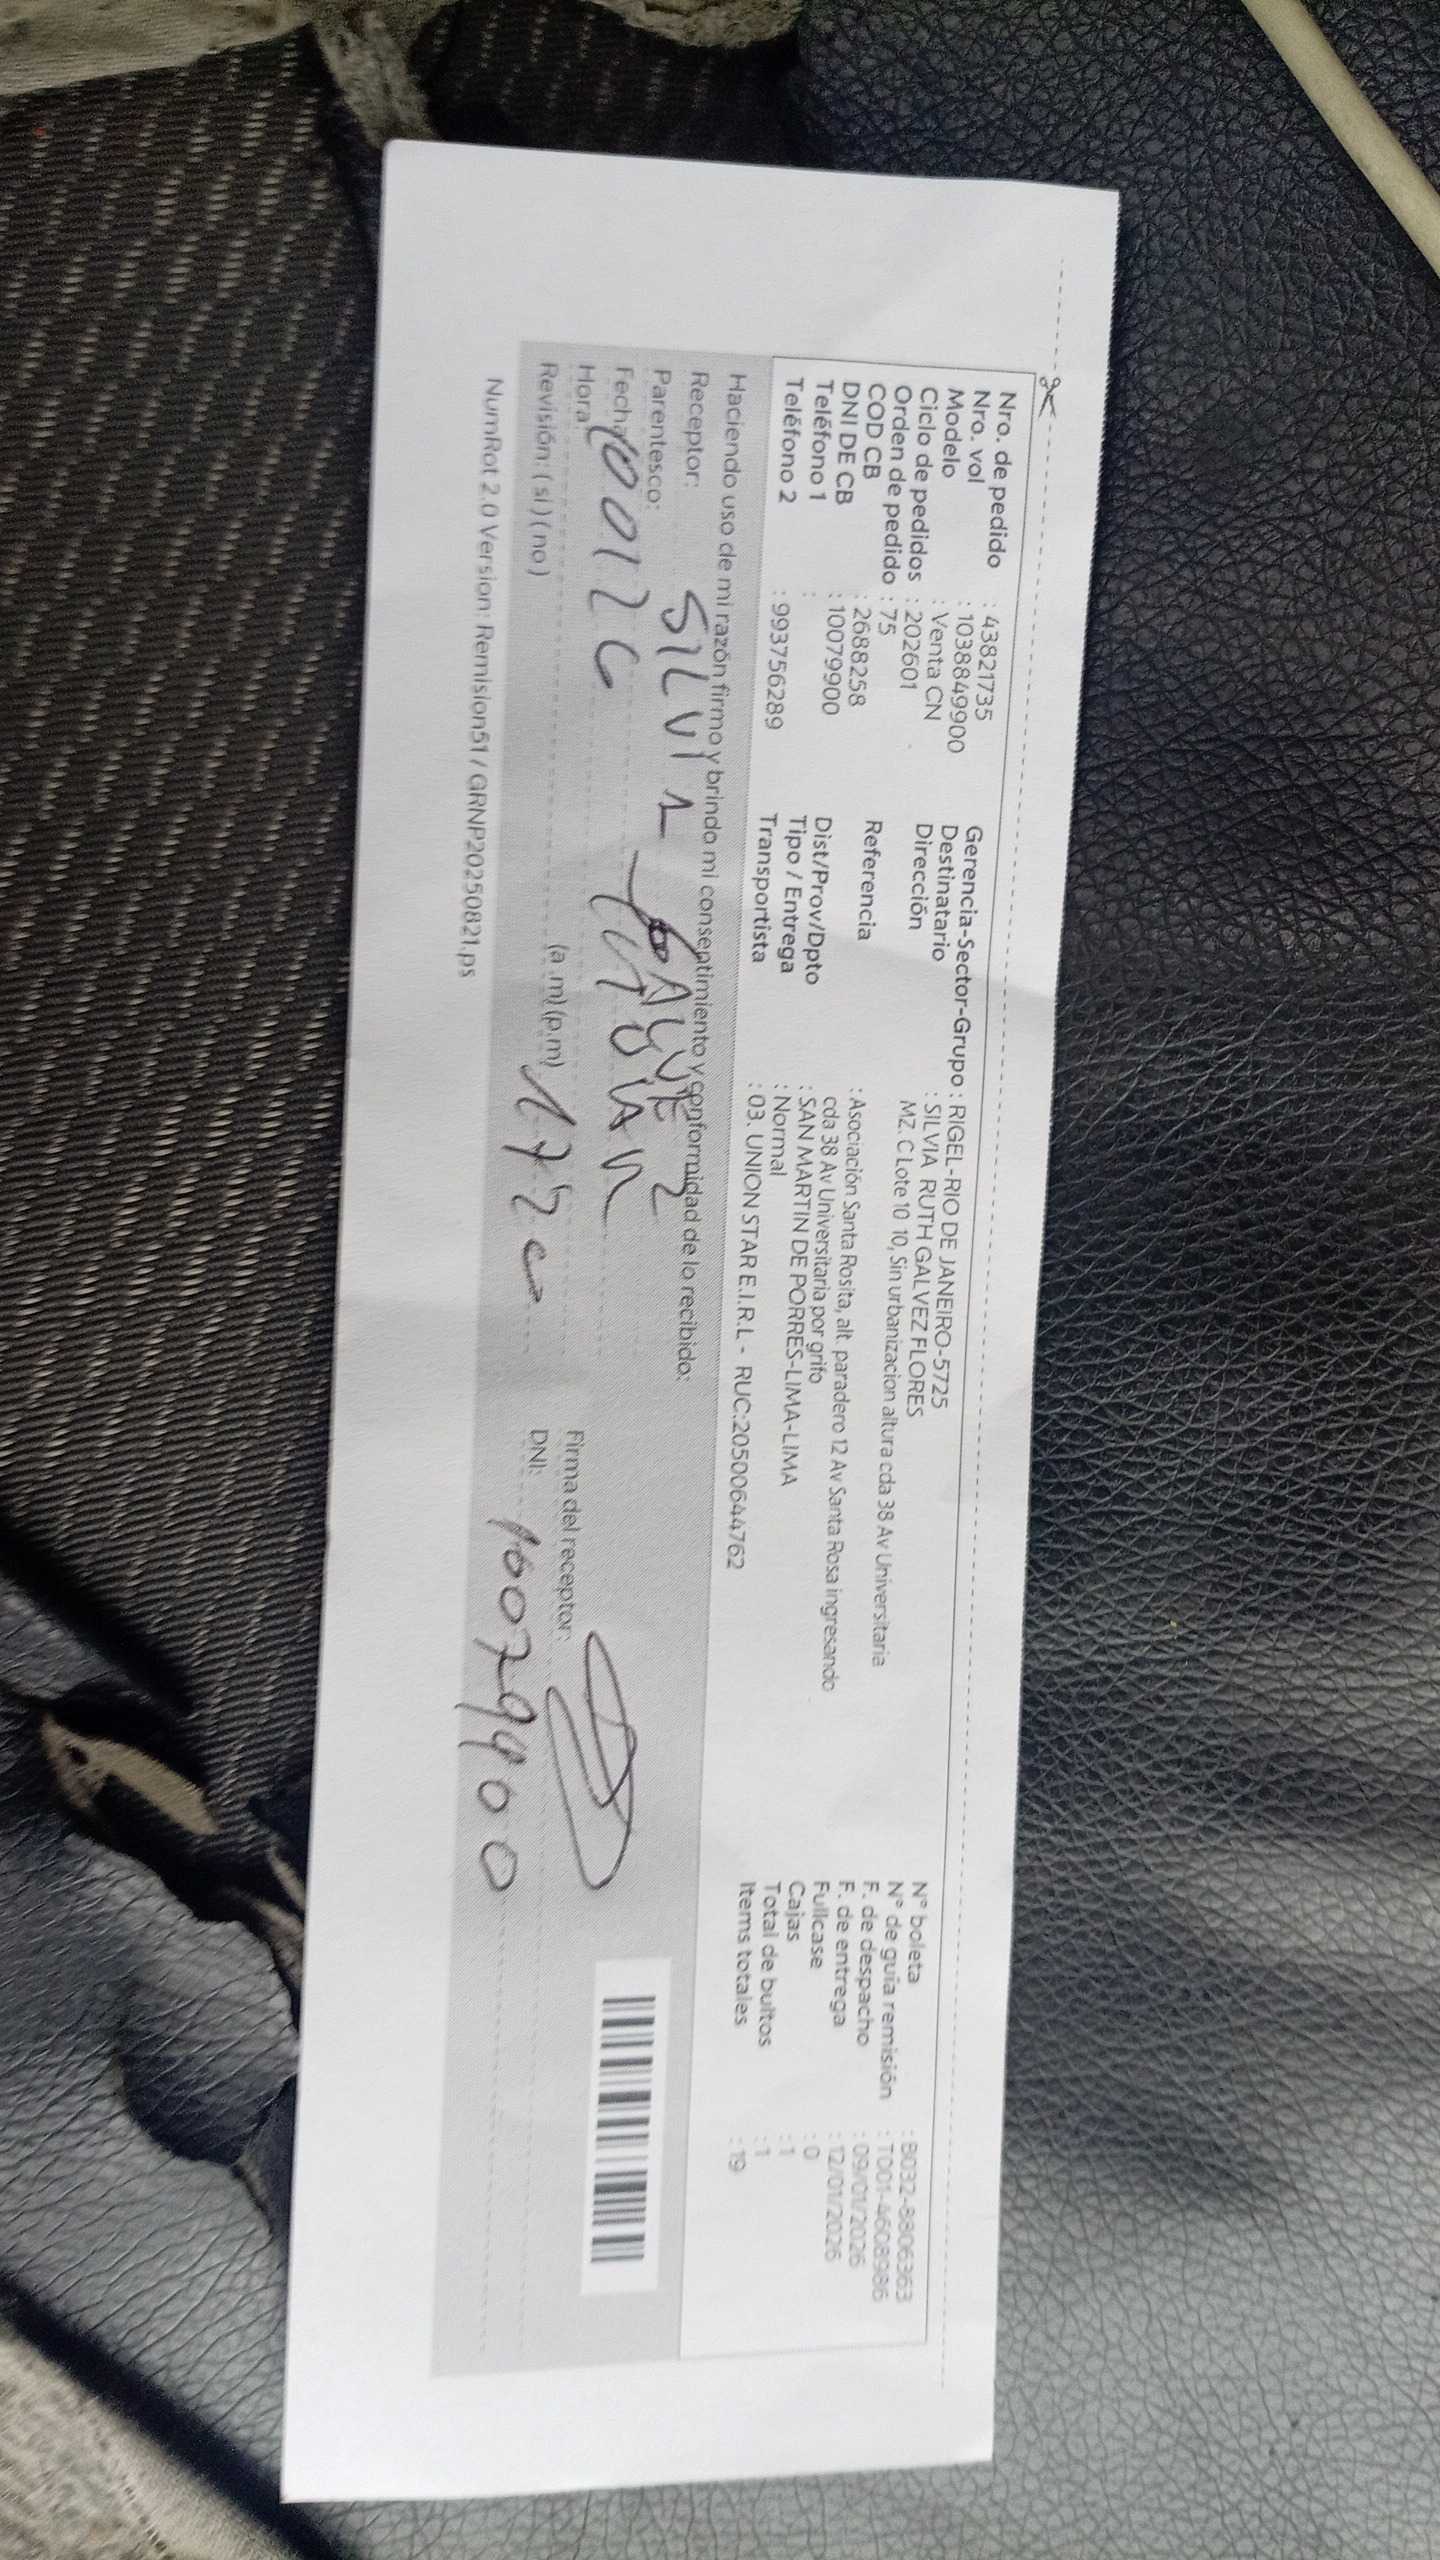 Nro. de pedido : 43821735
Nro. vol : 1038849900
Modelo : Venta CN
Ciclo de pedidos : 202601
Orden de pedido : 75
COD CB : 2688258
DNI DE CB : 10079900
Teléfono 1 :
Teléfono 2 : 993756289
Gerencia-Sector-Grupo : RIGEL-RIO DE JANEIRO-5725
Destinatario : SILVIA RUTH GALVEZ FLORES
Dirección MZ. C Lote 10 10, Sin urbanizacion altura cda 38 Av Universitaria
Referencia : Asociación Santa Rosita, alt. paradero 12 Av Santa Rosa ingresando
cda 38 Av Universitaria por grifo
Dist/Prov/Dpto : SAN MARTIN DE PORRES-LIMA-LIMA
Tipo / Entrega : Normal
Transportista : 03. UNION STAR E.I.R.L - RUC:20500644762
N° boleta : B032-8806363
N° de guía remisión : T001-4608986
F. de despacho : 09/01/2026
F. de entrega : 12/01/2026
Fullcase : 0
Cajas : 1
Total de bultos : 1
Items totales : 119
Haciendo uso de mi razón firmo y brindo mi consentimiento y conformidad de lo recibido:
Receptor: SILVIA
Parentesco:
Fecha:
Hora:
(a .m) (p.m)
Revisión: ( si ) ( no )
Firma del receptor:
DNI: 10079900
NumRot 2.0 Version: Remision51 / GRNP20250821.ps